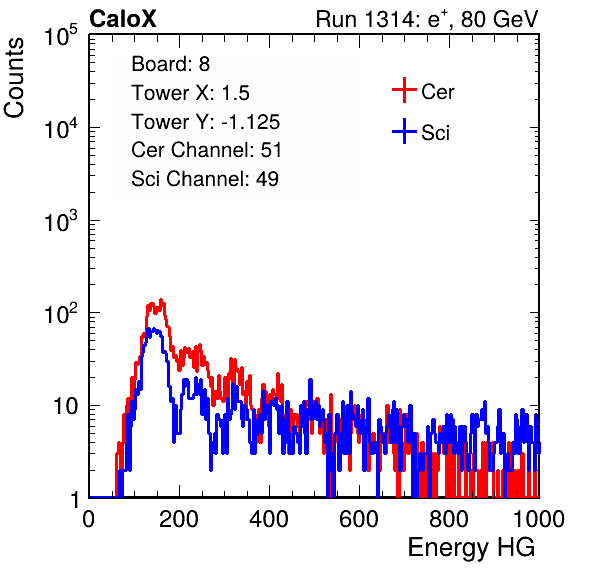 CaloX Run 1314: e⁺, 80 GeV
Counts
Board: 8
Tower X: 1.5
Tower Y: -1.125
Cer Channel: 51
Sci Channel: 49
Cer
Sci
10⁵
10⁴
10³
10²
10
1
0 200 400 600 800 1000
Energy HG